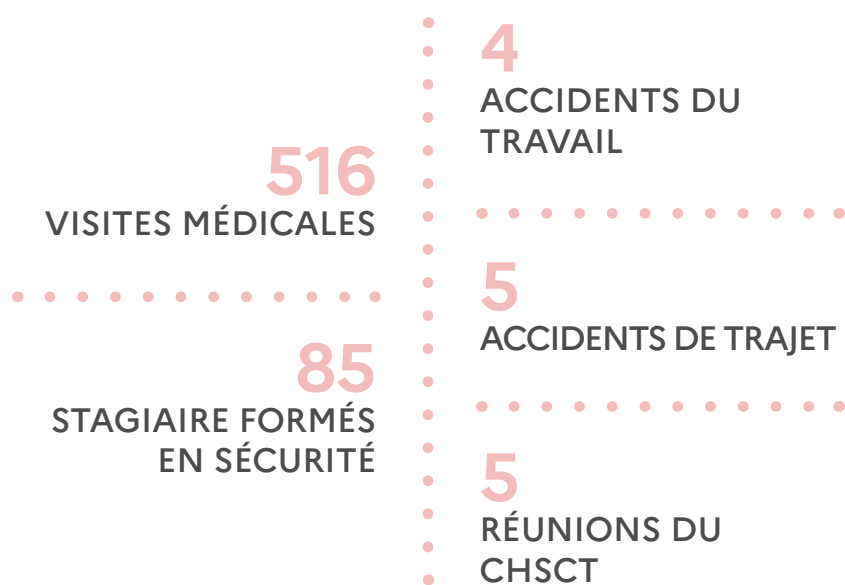 516
VISITES MÉDICALES
85
STAGIAIRE FORMÉS
EN SÉCURITÉ
4
ACCIDENTS DU
TRAVAIL
5
ACCIDENTS DE TRAJET
5
RÉUNIONS DU
CHSCT